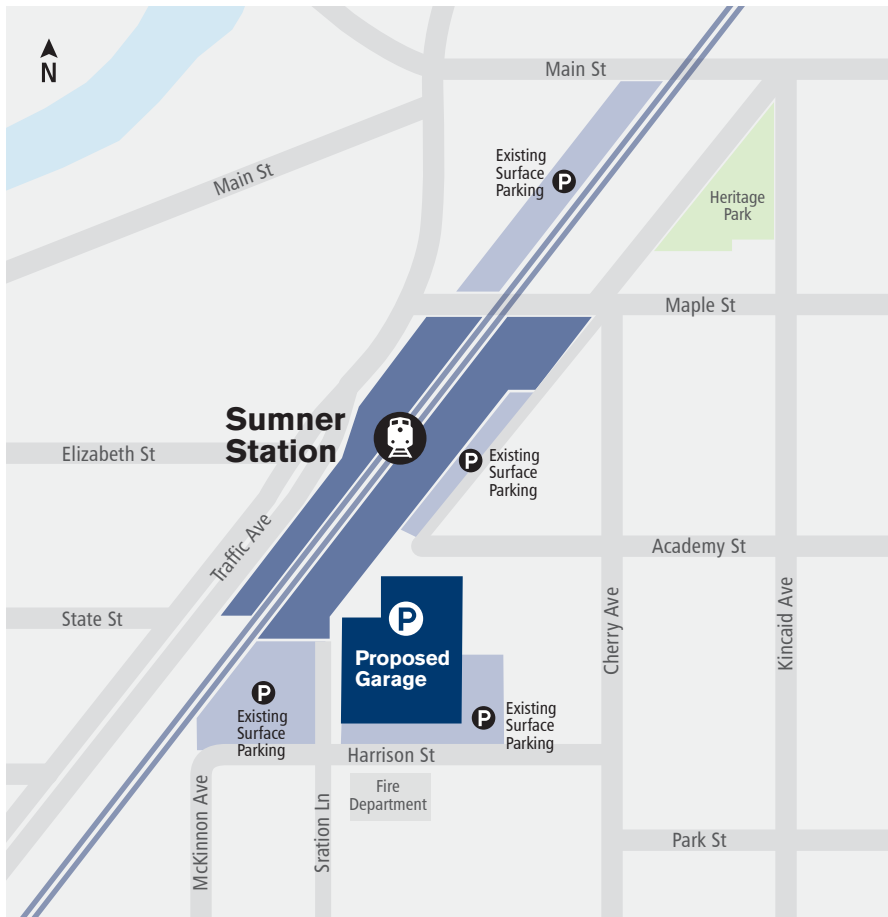 N
Main St
Existing
Surface
Parking
P
Main St
Heritage
Park
Maple St
Sumner
Station
Elizabeth St
P
Existing
Surface
Parking
Traffic Ave
Academy St
State St
P
Proposed
Garage
Cherry Ave
Kincaid Ave
P
Existing
Surface
Parking
P
Existing
Surface
Parking
Harrison St
Fire
Department
McKinnon Ave
Sration Ln
Park St